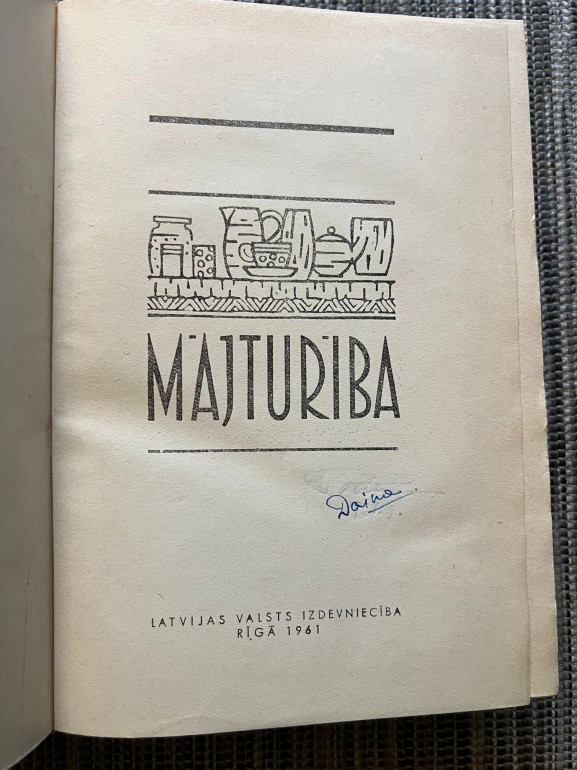 MĀJTURĪBA
Daina
LATVIJAS VALSTS IZDEVNIECĪBA
RĪGĀ 1961